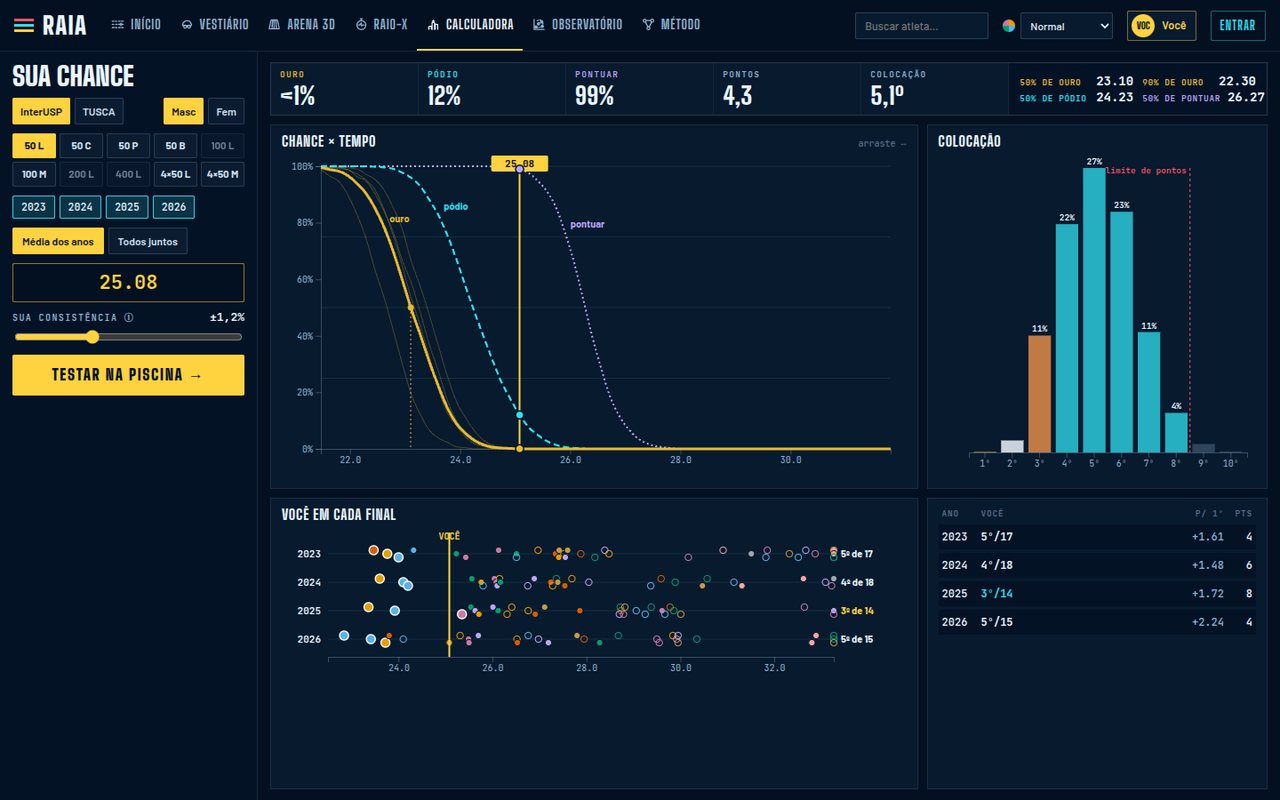 RAIA INÍCIO VESTIÁRIO ARENA 3D RAIO-X CALCULADORA OBSERVATÓRIO MÉTODO Buscar atleta... Normal VOC Você ENTRAR
SUA CHANCE
InterUSP TUSCA Masc Fem
50 L 50 C 50 P 50 B 100 L
100 M 200 L 400 L 4×50 L 4×50 M
2023 2024 2025 2026
Média dos anos Todos juntos
25.08
SUA CONSISTÊNCIA ±1,2%
TESTAR NA PISCINA →
OURO PÓDIO PONTUAR PONTOS COLOCAÇÃO
<1% 12% 99% 4,3 5,1º
50% DE OURO 23.10 90% DE OURO 22.30
50% DE PÓDIO 24.23 50% DE PONTUAR 26.27
CHANCE × TEMPO
arraste
25.08
100%
80%
60%
40%
20%
0%
ouro
pódio
pontuar
22.0 24.0 26.0 28.0 30.0
COLOCAÇÃO
limite de pontos
11% 22% 27% 23% 11% 4%
1º 2º 3º 4º 5º 6º 7º 8º 9º 10º
VOCÊ EM CADA FINAL
VOCÊ
2023 5º de 17
2024 4º de 18
2025 3º de 14
2026 5º de 15
24.0 26.0 28.0 30.0 32.0
ANO VOCÊ P/ 1º PTS
2023 5º/17 +1.61 4
2024 4º/18 +1.48 6
2025 3º/14 +1.72 8
2026 5º/15 +2.24 4